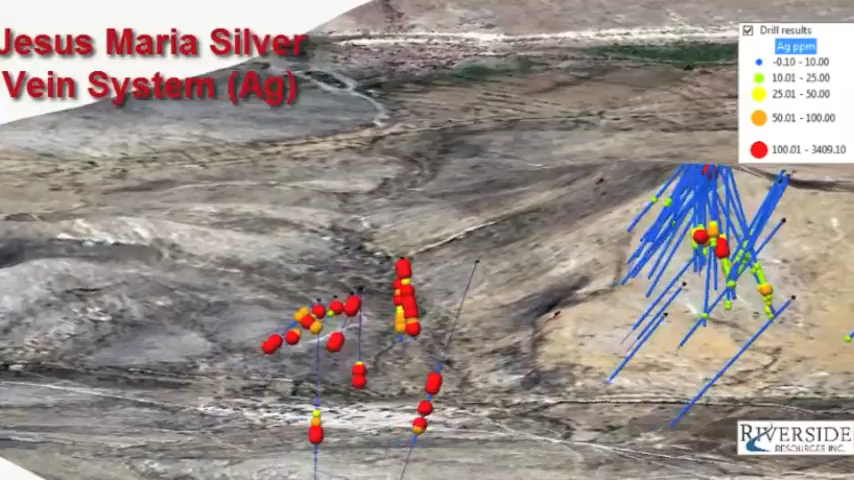 Jesus Maria Silver
Vein System (Ag)
Drill results
Ag ppm
-0.10 - 10.00
10.01 - 25.00
25.01 - 50.00
50.01 - 100.00
100.01 - 3409.10
RIVERSIDE
RESOURCES INC.